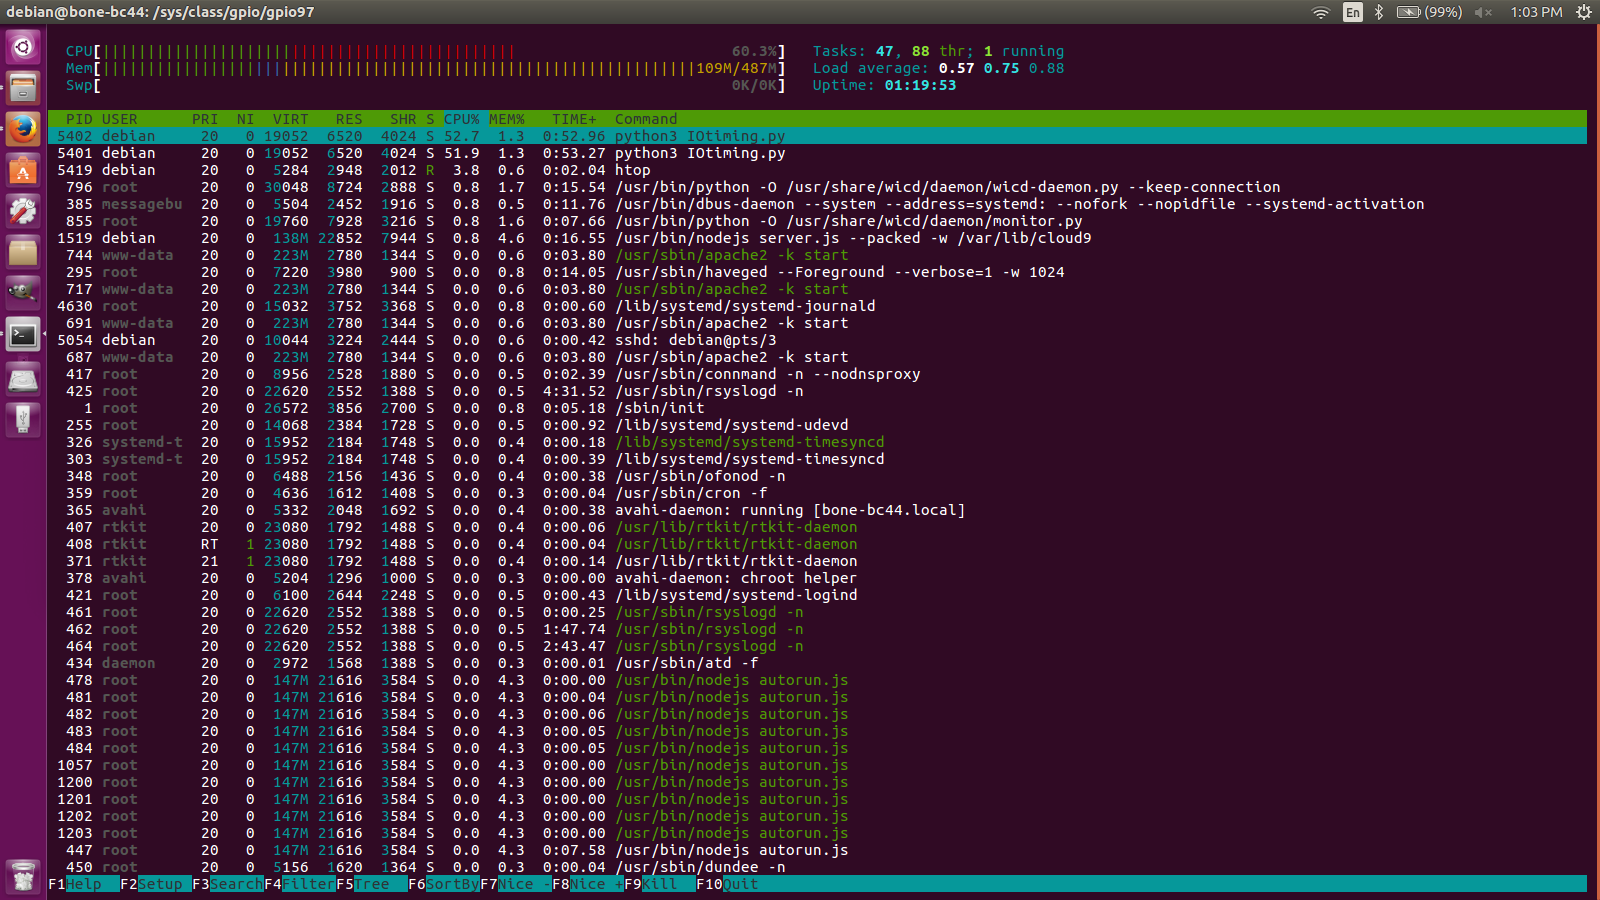 debian@bone-bc44: /sys/class/gpio/gpio97 En (99%) 1:03 PM
CPU[ 60.3%] Tasks: 47, 88 thr; 1 running
Mem[ 109M/487M] Load average: 0.57 0.75 0.88
Swp[ 0K/0K] Uptime: 01:19:53
PID USER PRI NI VIRT RES SHR S CPU% MEM% TIME+ Command
5402 debian 20 0 19052 6520 4024 S 52.7 1.3 0:52.96 python3 IOtiming.py
5401 debian 20 0 19052 6520 4024 S 51.9 1.3 0:53.27 python3 IOtiming.py
5419 debian 20 0 5284 2948 2012 R 3.8 0.6 0:02.04 htop
796 root 20 0 30048 8724 2888 S 0.8 1.7 0:15.54 /usr/bin/python -O /usr/share/wicd/daemon/wicd-daemon.py --keep-connection
385 messagebu 20 0 5504 2452 1916 S 0.8 0.5 0:11.76 /usr/bin/dbus-daemon --system --address=systemd: --nofork --nopidfile --systemd-activation
855 root 20 0 19760 7928 3216 S 0.8 1.6 0:07.66 /usr/bin/python -O /usr/share/wicd/daemon/monitor.py
1519 debian 20 0 138M 22852 7944 S 0.8 4.6 0:16.55 /usr/bin/nodejs server.js --packed -w /var/lib/cloud9
744 www-data 20 0 223M 2780 1344 S 0.0 0.6 0:03.80 /usr/sbin/apache2 -k start
295 root 20 0 7220 3980 900 S 0.0 0.8 0:14.05 /usr/sbin/haveged --Foreground --verbose=1 -w 1024
717 www-data 20 0 223M 2780 1344 S 0.0 0.6 0:03.80 /usr/sbin/apache2 -k start
4630 root 20 0 15032 3752 3368 S 0.0 0.8 0:00.60 /lib/systemd/systemd-journald
691 www-data 20 0 223M 2780 1344 S 0.0 0.6 0:03.80 /usr/sbin/apache2 -k start
5054 debian 20 0 10044 3224 2444 S 0.0 0.6 0:00.42 sshd: debian@pts/3
687 www-data 20 0 223M 2780 1344 S 0.0 0.6 0:03.80 /usr/sbin/apache2 -k start
417 root 20 0 8956 2528 1880 S 0.0 0.5 0:02.39 /usr/sbin/connmand -n --nodnsproxy
425 root 20 0 22620 2552 1388 S 0.0 0.5 4:31.52 /usr/sbin/rsyslogd -n
1 root 20 0 26572 3856 2700 S 0.0 0.8 0:05.18 /sbin/init
255 root 20 0 14068 2384 1728 S 0.0 0.5 0:00.92 /lib/systemd/systemd-udevd
326 systemd-t 20 0 15952 2184 1748 S 0.0 0.4 0:00.18 /lib/systemd/systemd-timesyncd
303 systemd-t 20 0 15952 2184 1748 S 0.0 0.4 0:00.39 /lib/systemd/systemd-timesyncd
348 root 20 0 6488 2156 1436 S 0.0 0.4 0:00.38 /usr/sbin/ofonod -n
359 root 20 0 4636 1612 1408 S 0.0 0.3 0:00.04 /usr/sbin/cron -f
365 avahi 20 0 5332 2048 1692 S 0.0 0.4 0:00.38 avahi-daemon: running [bone-bc44.local]
407 rtkit 20 0 23080 1792 1488 S 0.0 0.4 0:00.06 /usr/lib/rtkit/rtkit-daemon
408 rtkit RT 1 23080 1792 1488 S 0.0 0.4 0:00.04 /usr/lib/rtkit/rtkit-daemon
371 rtkit 21 1 23080 1792 1488 S 0.0 0.4 0:00.14 /usr/lib/rtkit/rtkit-daemon
378 avahi 20 0 5204 1296 1000 S 0.0 0.3 0:00.00 avahi-daemon: chroot helper
421 root 20 0 6100 2644 2248 S 0.0 0.5 0:00.43 /lib/systemd/systemd-logind
461 root 20 0 22620 2552 1388 S 0.0 0.5 0:00.25 /usr/sbin/rsyslogd -n
462 root 20 0 22620 2552 1388 S 0.0 0.5 1:47.74 /usr/sbin/rsyslogd -n
464 root 20 0 22620 2552 1388 S 0.0 0.5 2:43.47 /usr/sbin/rsyslogd -n
434 daemon 20 0 2972 1568 1388 S 0.0 0.3 0:00.01 /usr/sbin/atd -f
478 root 20 0 147M 21616 3584 S 0.0 4.3 0:00.00 /usr/bin/nodejs autorun.js
481 root 20 0 147M 21616 3584 S 0.0 4.3 0:00.04 /usr/bin/nodejs autorun.js
482 root 20 0 147M 21616 3584 S 0.0 4.3 0:00.06 /usr/bin/nodejs autorun.js
483 root 20 0 147M 21616 3584 S 0.0 4.3 0:00.05 /usr/bin/nodejs autorun.js
484 root 20 0 147M 21616 3584 S 0.0 4.3 0:00.05 /usr/bin/nodejs autorun.js
1057 root 20 0 147M 21616 3584 S 0.0 4.3 0:00.00 /usr/bin/nodejs autorun.js
1200 root 20 0 147M 21616 3584 S 0.0 4.3 0:00.00 /usr/bin/nodejs autorun.js
1201 root 20 0 147M 21616 3584 S 0.0 4.3 0:00.00 /usr/bin/nodejs autorun.js
1202 root 20 0 147M 21616 3584 S 0.0 4.3 0:00.00 /usr/bin/nodejs autorun.js
1203 root 20 0 147M 21616 3584 S 0.0 4.3 0:00.00 /usr/bin/nodejs autorun.js
447 root 20 0 147M 21616 3584 S 0.0 4.3 0:07.58 /usr/bin/nodejs autorun.js
450 root 20 0 5156 1620 1364 S 0.0 0.3 0:00.04 /usr/sbin/dundee -n
F1Help F2Setup F3SearchF4FilterF5Tree F6SortByF7Nice -F8Nice +F9Kill F10Quit